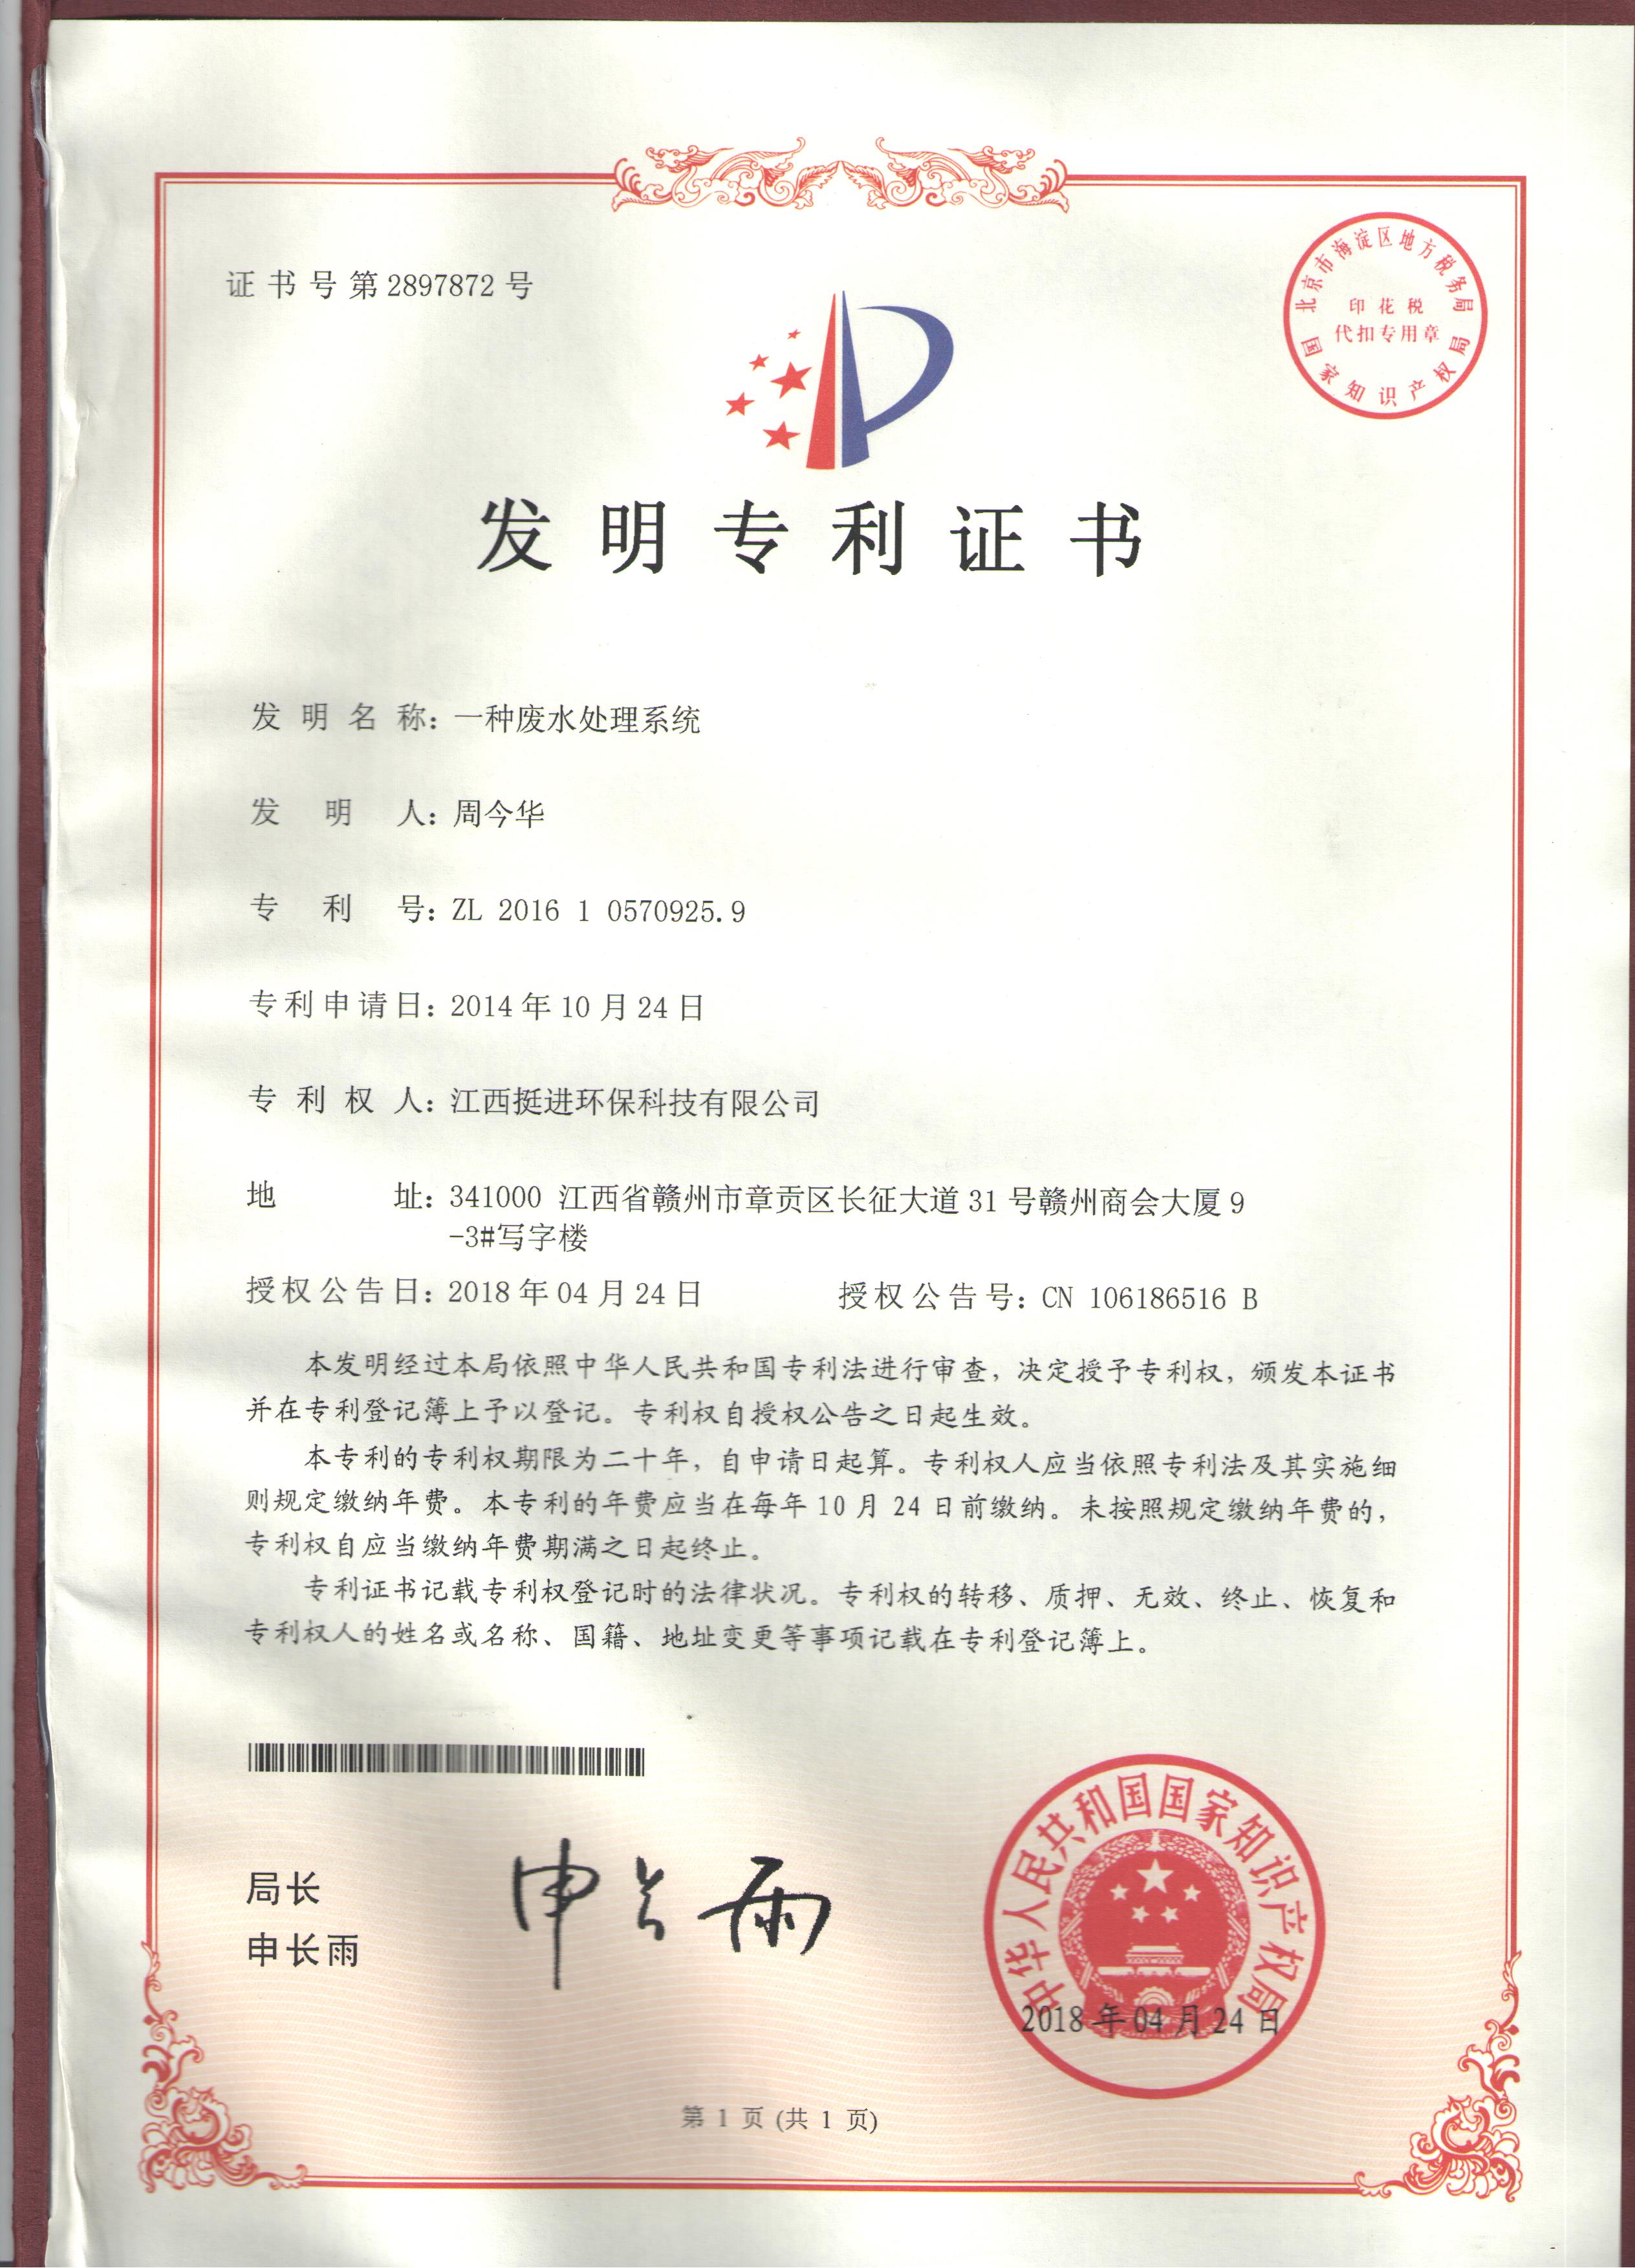 证书号第2897872号
北京市海淀区地方税务局
印花税
代扣专用章
国家知识产权局
发明专利证书
发明名称：一种废水处理系统
发明人：周今华
专利号：ZL 2016 1 0570925.9
专利申请日：2014年10月24日
专利权人：江西挺进环保科技有限公司
地址：341000 江西省赣州市章贡区长征大道31号赣州商会大厦9
-3#写字楼
授权公告日：2018年04月24日 授权公告号：CN 106186516 B
本发明经过本局依照中华人民共和国专利法进行审查，决定授予专利权，颁发本证书
并在专利登记簿上予以登记。专利权自授权公告之日起生效。
本专利的专利权期限为二十年，自申请日起算。专利权人应当依照专利法及其实施细
则规定缴纳年费。本专利的年费应当在每年10月24日前缴纳。未按照规定缴纳年费的，
专利权自应当缴纳年费期满之日起终止。
专利证书记载专利权登记时的法律状况。专利权的转移、质押、无效、终止、恢复和
专利权人的姓名或名称、国籍、地址变更等事项记载在专利登记簿上。
局长
申长雨
申长雨
中华人民共和国国家知识产权局
2018年04月24日
第 1 页 (共 1 页)